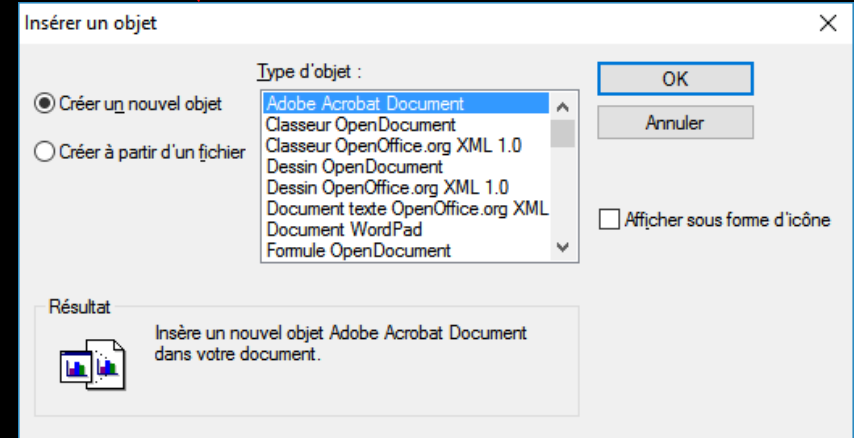 Insérer un objet
Type d'objet :
Créer un nouvel objet
Créer à partir d'un fichier
Adobe Acrobat Document
Classeur OpenDocument
Classeur OpenOffice.org XML 1.0
Dessin OpenDocument
Dessin OpenOffice.org XML 1.0
Document texte OpenOffice.org XML
Document WordPad
Formule OpenDocument
OK
Annuler
Afficher sous forme d'icône
Résultat
Insère un nouvel objet Adobe Acrobat Document
dans votre document.